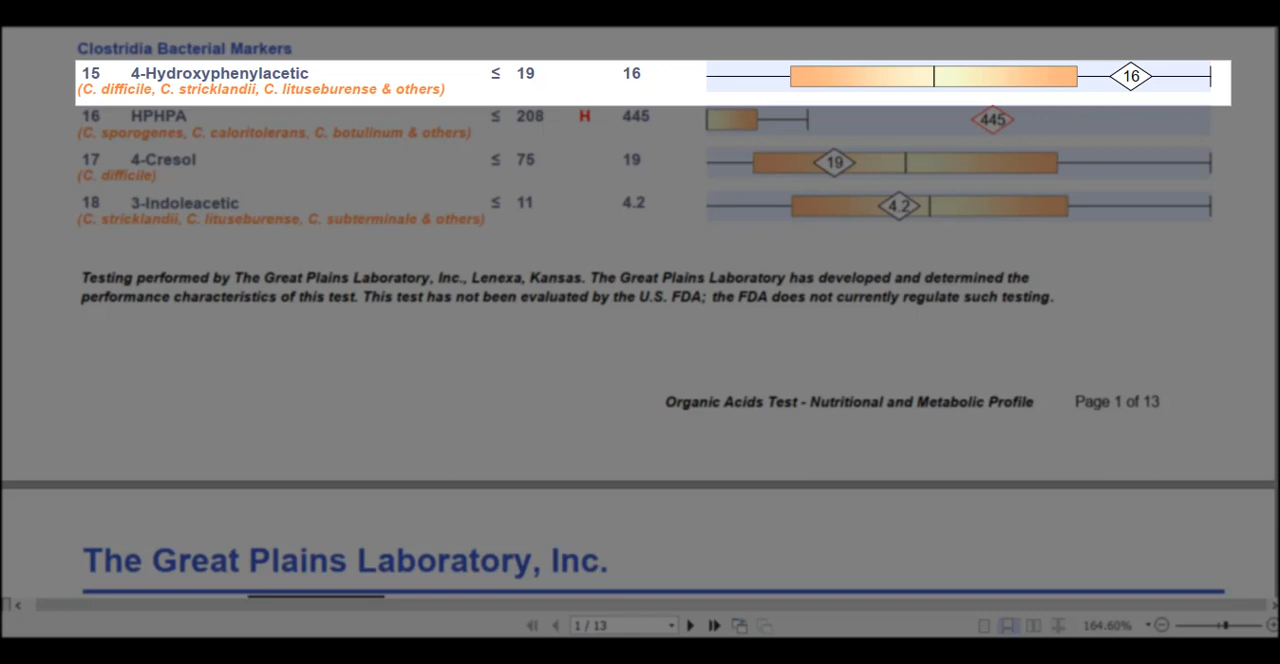 Clostridia Bacterial Markers
15 4-Hydroxyphenylacetic ≤ 19 16 16
(C. difficile, C. stricklandii, C. lituseburense & others)
16 HPHPA ≤ 208 H 445 445
(C. sporogenes, C. caloritolerans, C. botulinum & others)
17 4-Cresol ≤ 75 19 19
(C. difficile)
18 3-Indoleacetic ≤ 11 4.2 4.2
(C. stricklandii, C. lituseburense, C. subterminale & others)
Testing performed by The Great Plains Laboratory, Inc., Lenexa, Kansas. The Great Plains Laboratory has developed and determined the
performance characteristics of this test. This test has not been evaluated by the U.S. FDA; the FDA does not currently regulate such testing.
Organic Acids Test - Nutritional and Metabolic Profile Page 1 of 13
The Great Plains Laboratory, Inc.
1 / 13 164.60%